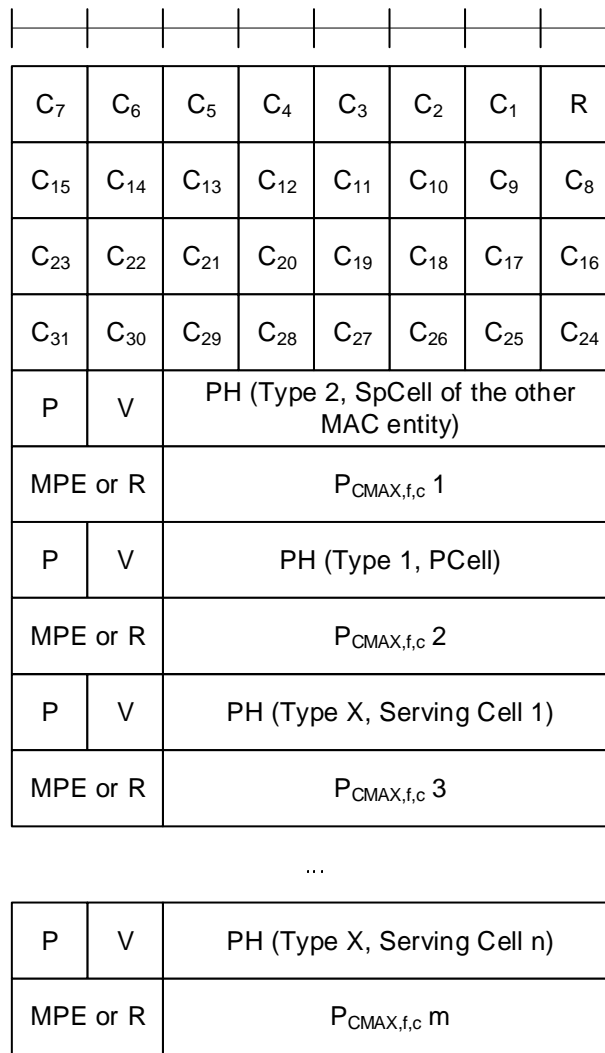 C7 C6 C5 C4 C3 C2 C1 R
C15 C14 C13 C12 C11 C10 C9 C8
C23 C22 C21 C20 C19 C18 C17 C16
C31 C30 C29 C28 C27 C26 C25 C24
P V PH (Type 2, SpCell of the other
MAC entity)
MPE or R PCMAX,f,c 1
P V PH (Type 1, PCell)
MPE or R PCMAX,f,c 2
P V PH (Type X, Serving Cell 1)
MPE or R PCMAX,f,c 3
...
P V PH (Type X, Serving Cell n)
MPE or R PCMAX,f,c m